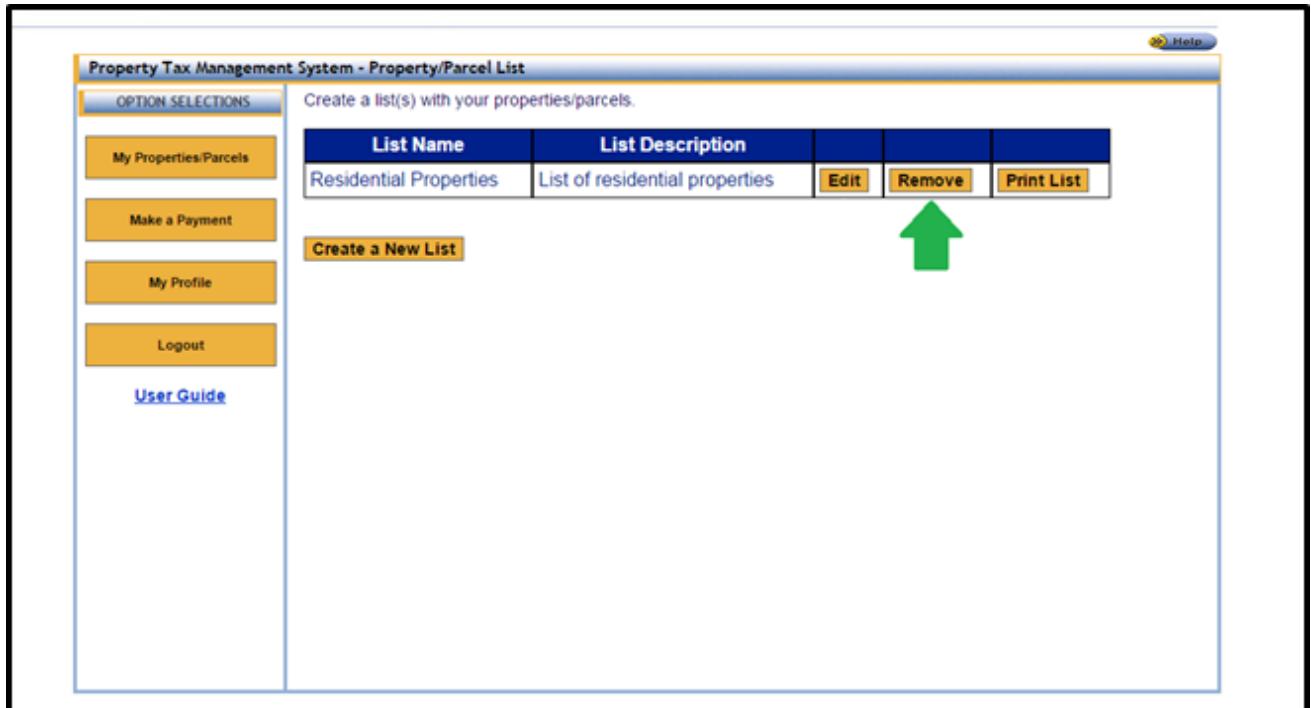 Help
Property Tax Management System - Property/Parcel List
OPTION SELECTIONS
My Properties/Parcels
Make a Payment
My Profile
Logout
User Guide
Create a list(s) with your properties/parcels.
List Name List Description
Residential Properties List of residential properties Edit Remove Print List
Create a New List